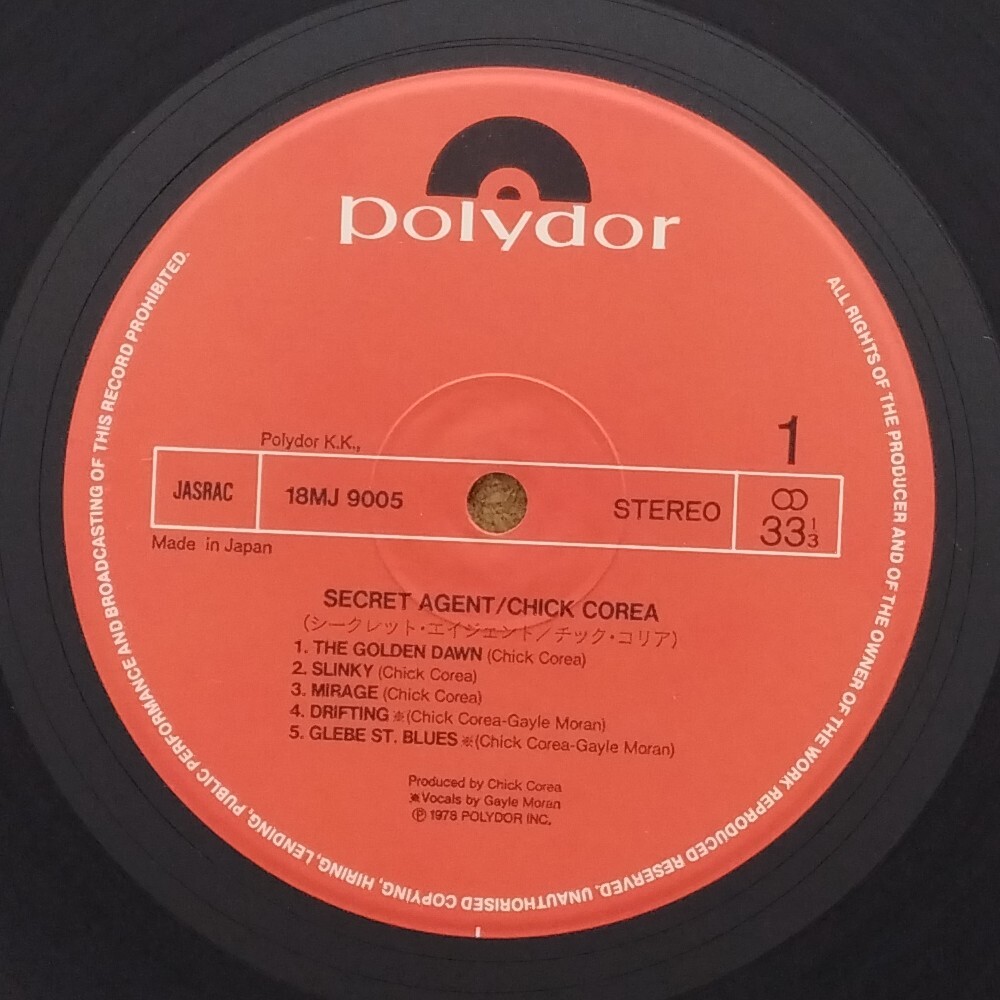 polydor
ALL RIGHTS OF THE PRODUCER AND OF THE OWNER OF THE WORK REPRODUCED RESERVED. UNAUTHORISED COPYING, HIRING, LENDING, PUBLIC PERFORMANCE AND BROADCASTING OF THIS RECORD PROHIBITED.
1
Polydor K.K.,
JASRAC 18MJ 9005 STEREO
33 1/3
Made in Japan
SECRET AGENT/CHICK COREA
(シークレット・エイジェント/チック・コリア)
1. THE GOLDEN DAWN (Chick Corea)
2. SLINKY (Chick Corea)
3. MIRAGE (Chick Corea)
4. DRIFTING ※(Chick Corea-Gayle Moran)
5. GLEBE ST. BLUES ※(Chick Corea-Gayle Moran)
Produced by Chick Corea
※Vocals by Gayle Moran
Ⓟ 1978 POLYDOR INC.